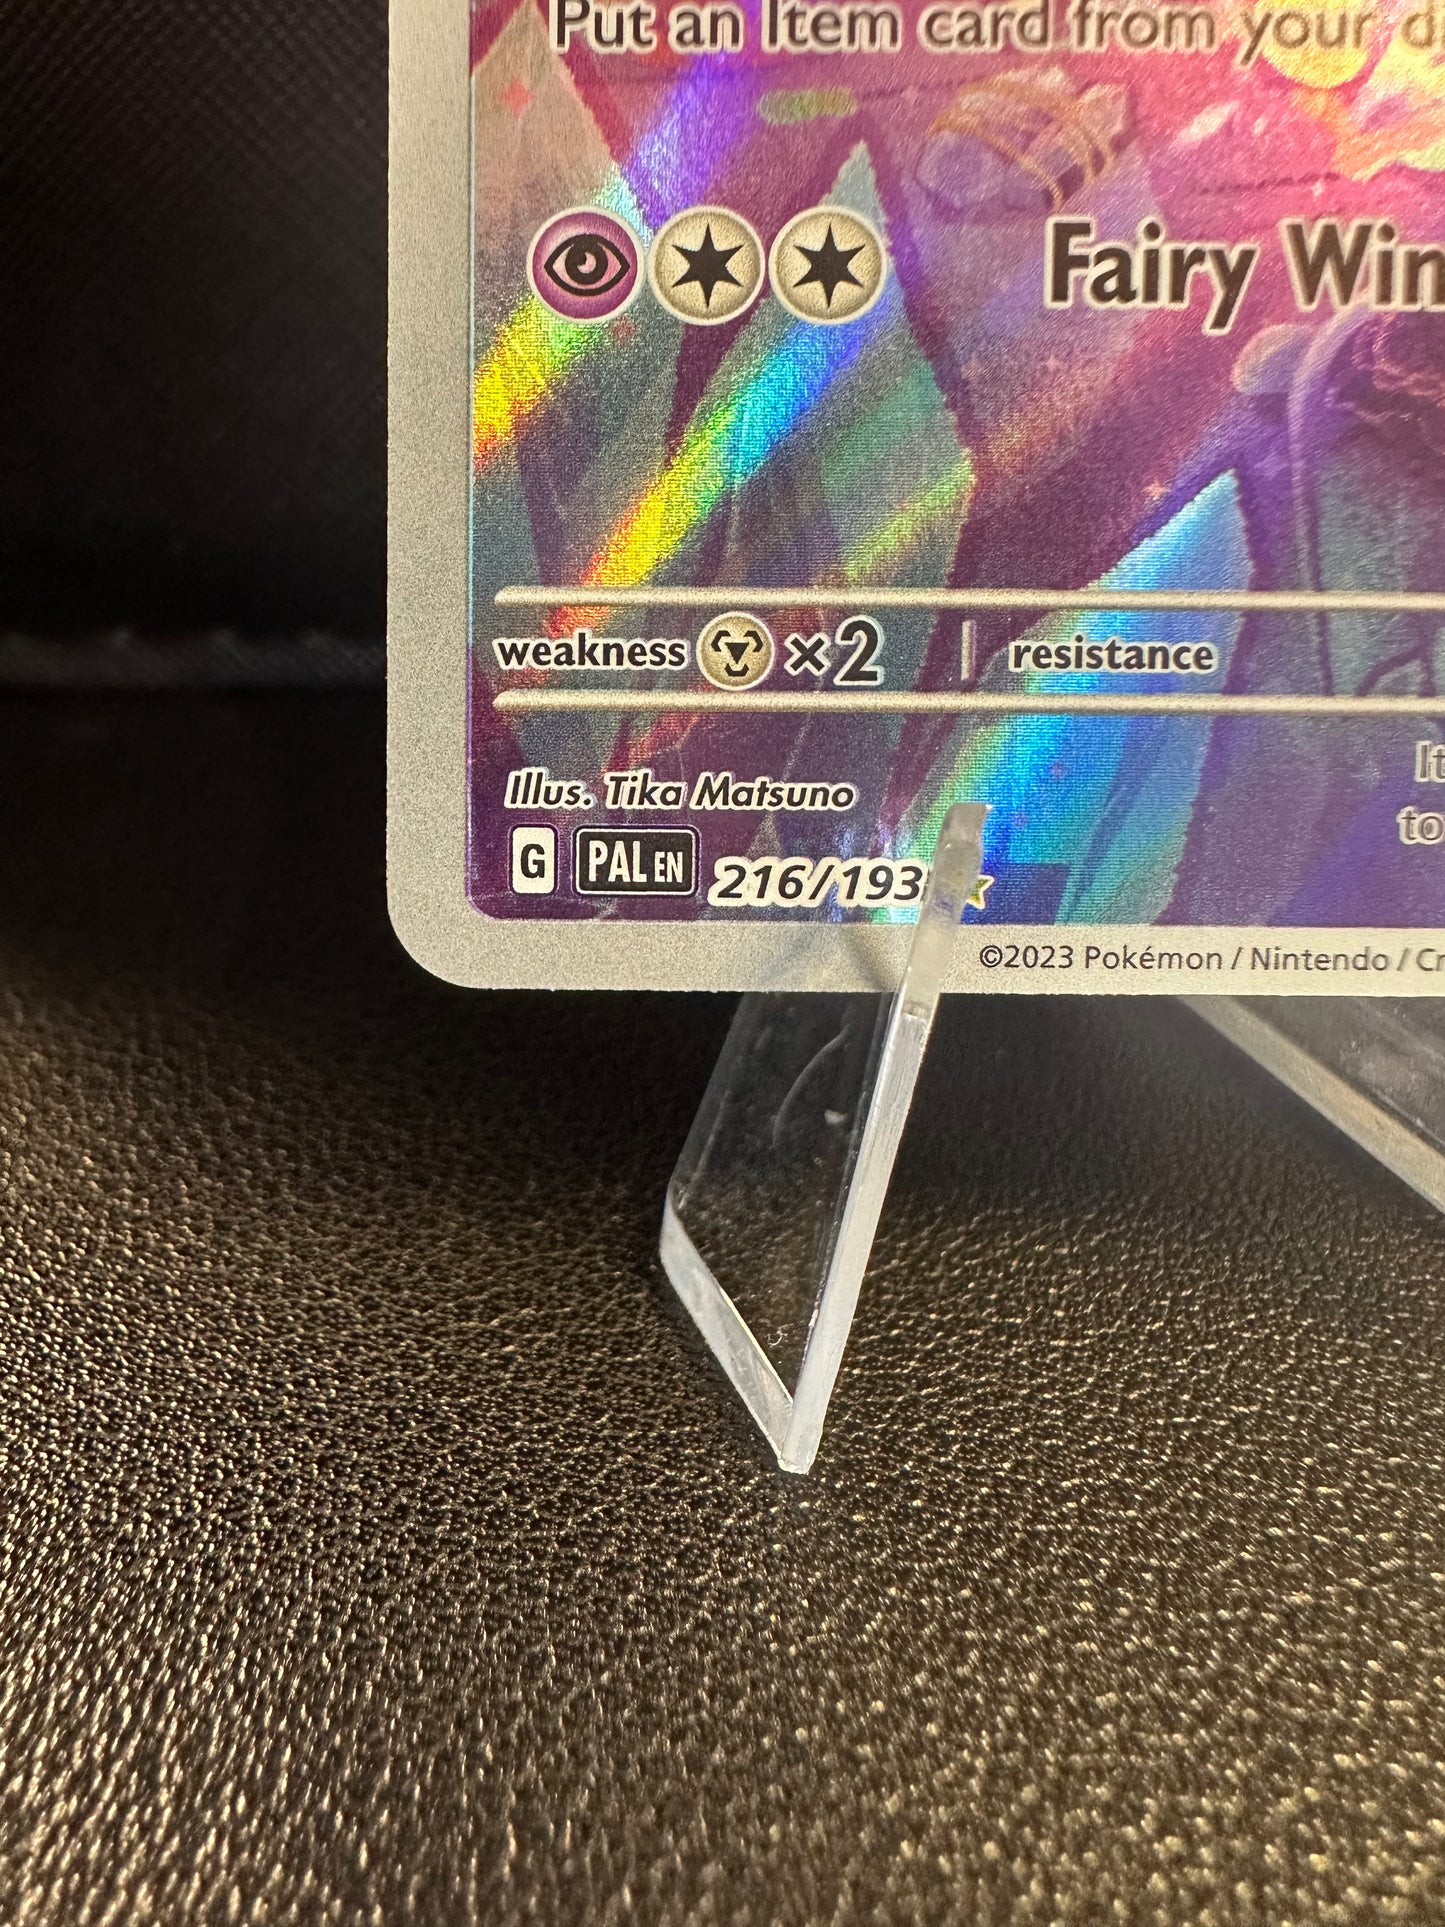 Put an Item card from your
Fairy Win
weakness ×2 resistance
Illus. Tika Matsuno
It
to
G PAL EN 216/193
©2023 Pokémon / Nintendo / Cr